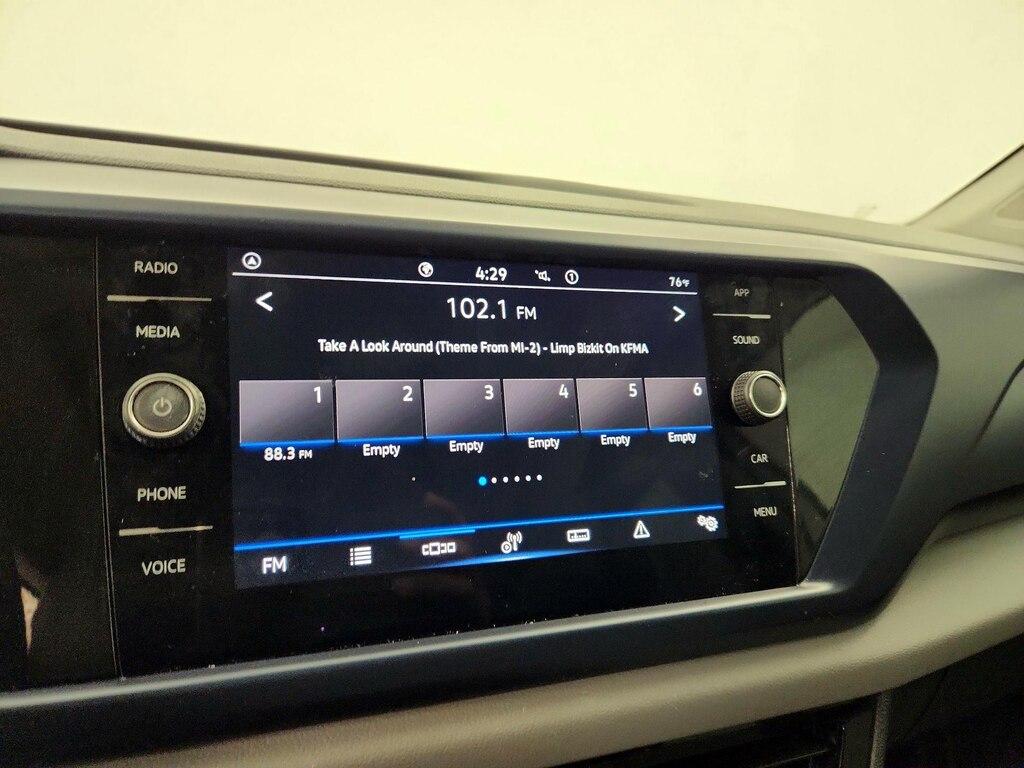 RADIO
MEDIA
PHONE
VOICE
4:29
1
76°F
102.1 FM
Take A Look Around (Theme From MI-2) - Limp Bizkit On KFMA
1 2 3 4 5 6
88.3 FM Empty Empty Empty Empty Empty
FM
APP
SOUND
CAR
MENU